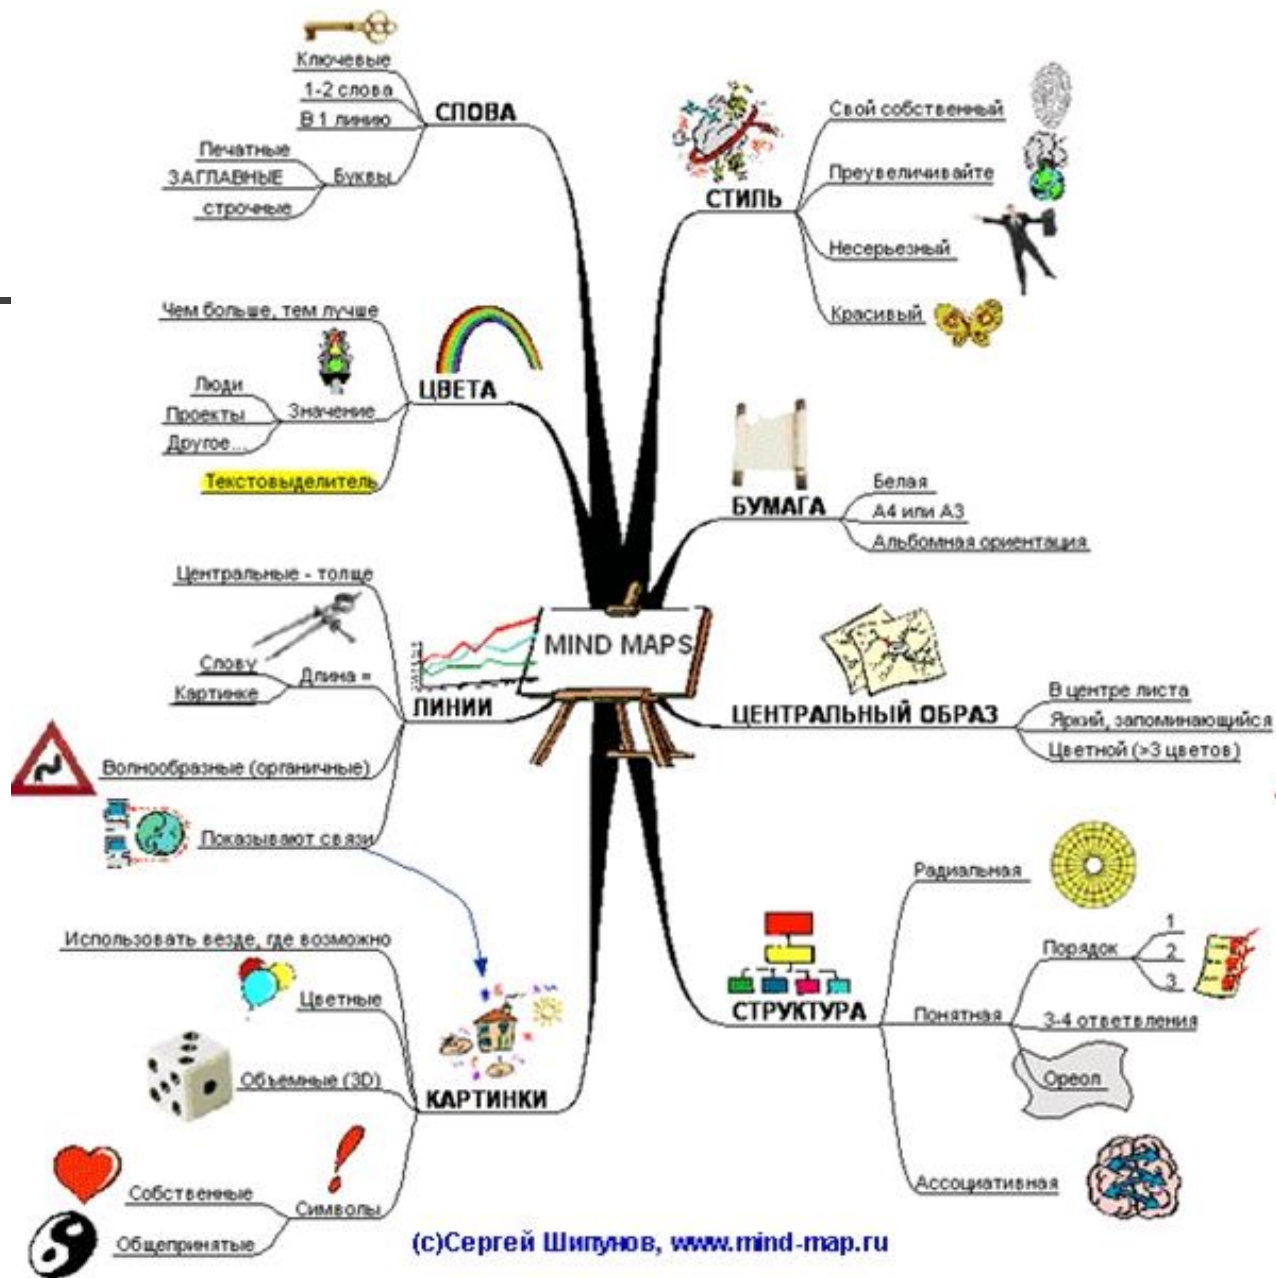 Ключевые
1-2 слова
В 1 линию
СЛОВА
Печатные
ЗАГЛАВНЫЕ
строчные
Буквы
Чем больше, тем лучше
ЦВЕТА
Люди
Проекты
Другое...
Значение
Текстовыделитель
Центральные - толще
Слову
Картинке
Длина =
ЛИНИИ
Волнообразные (органичные)
Показывают связи
Использовать везде, где возможно
Цветные
Объемные (3D)
КАРТИНКИ
Собственные
Общепринятые
Символы
MIND MAPS
СТИЛЬ
Свой собственный
Преувеличивайте
Несерьезный
Красивый
БУМАГА
Белая
А4 или А3
Альбомная ориентация
ЦЕНТРАЛЬНЫЙ ОБРАЗ
В центре листа
Яркий, запоминающийся
Цветной (>3 цветов)
СТРУКТУРА
Радиальная
Понятная
Порядок
1
2
3
3-4 ответвления
Ореол
Ассоциативная
(с)Сергей Шипунов, www.mind-map.ru